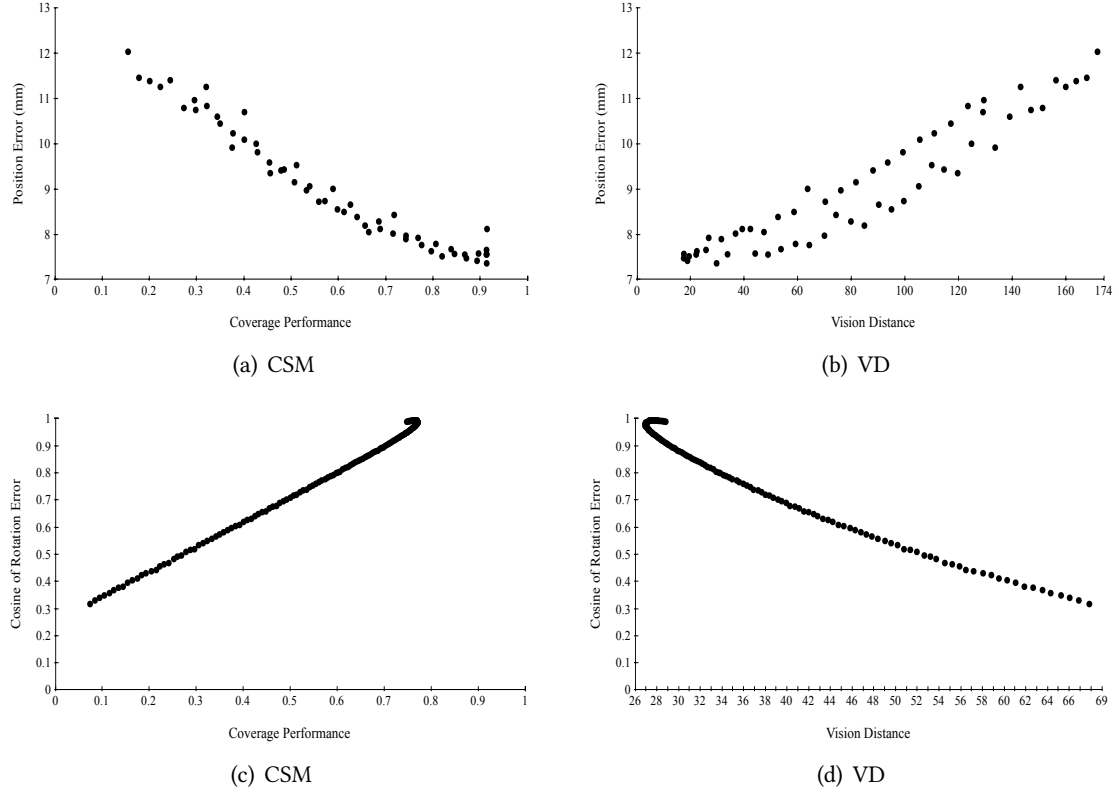 13
12
11
10
9
8
7
Position Error (mm)
0 0.1 0.2 0.3 0.4 0.5 0.6 0.7 0.8 0.9 1
Coverage Performance
(a) CSM
13
12
11
10
9
8
7
Position Error (mm)
0 20 40 60 80 100 120 140 160 174
Vision Distance
(b) VD
1
0.9
0.8
0.7
0.6
0.5
0.4
0.3
0.2
0.1
0
Cosine of Rotation Error
0 0.1 0.2 0.3 0.4 0.5 0.6 0.7 0.8 0.9 1
Coverage Performance
(c) CSM
1
0.9
0.8
0.7
0.6
0.5
0.4
0.3
0.2
0.1
0
Cosine of Rotation Error
26 28 30 32 34 36 38 40 42 44 46 48 50 52 54 56 58 60 62 64 66 69
Vision Distance
(d) VD